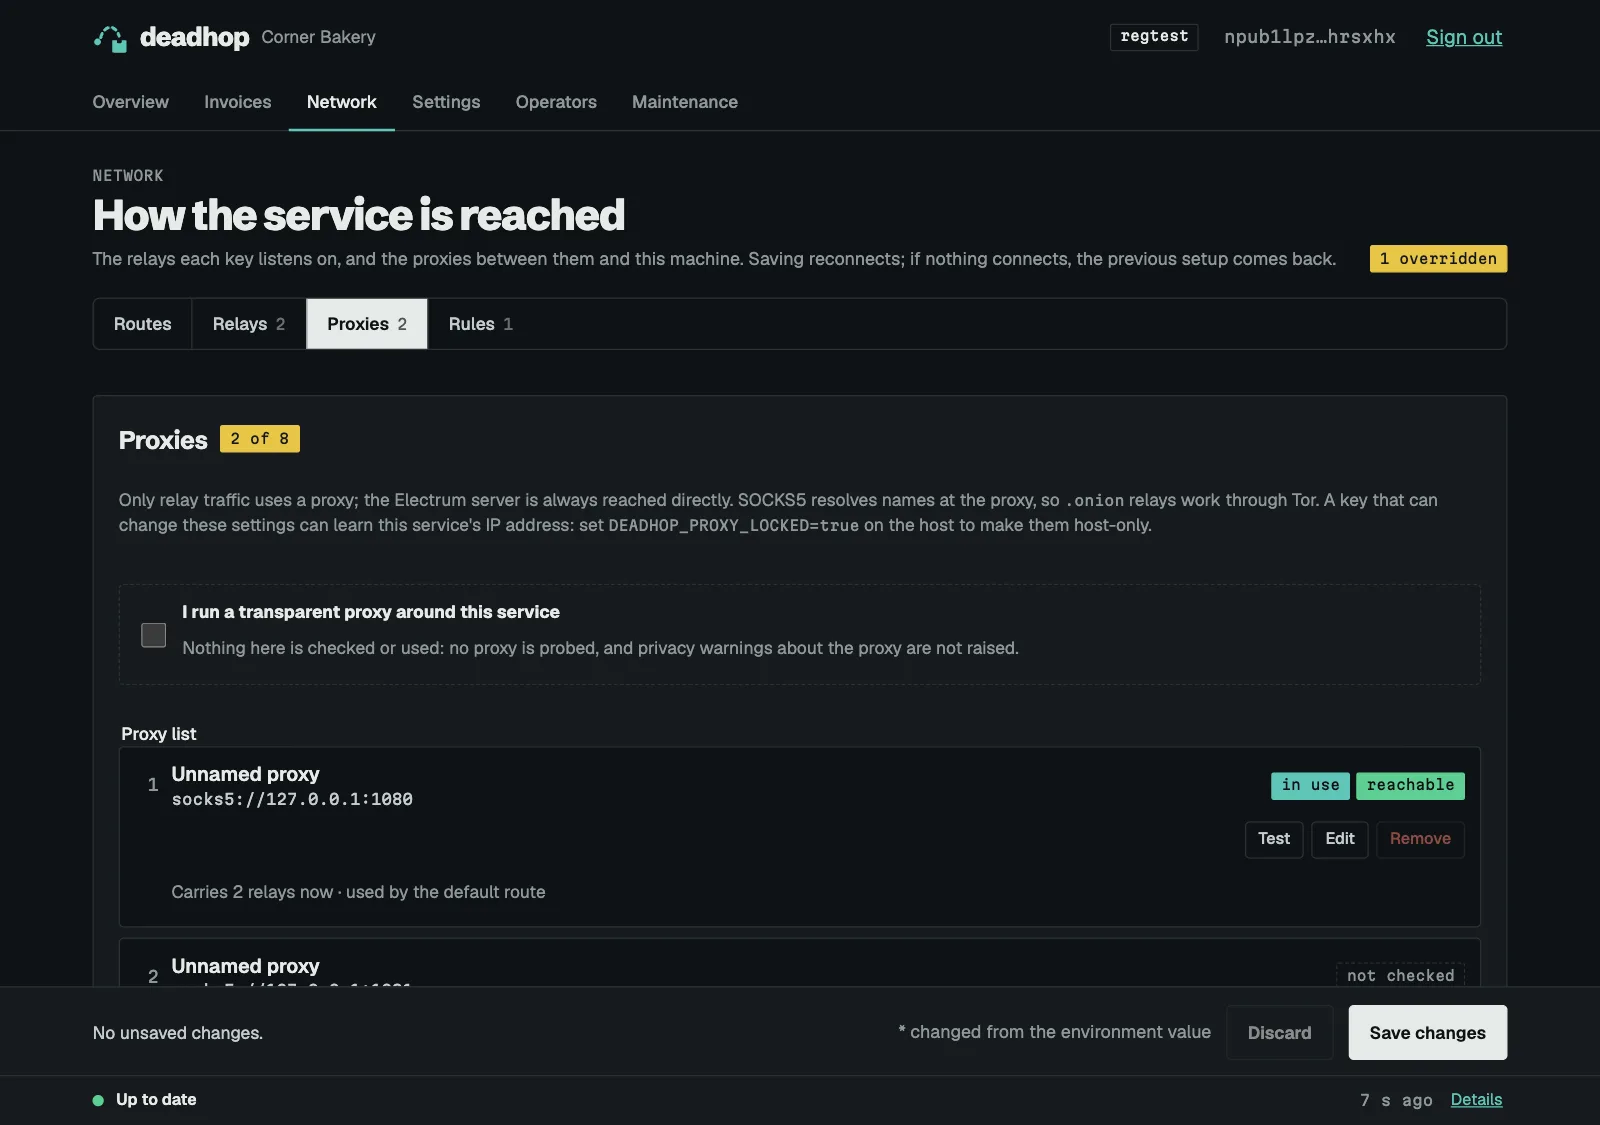 deadhop Corner Bakery
regtest npub1lpz…hrsxhx Sign out
Overview Invoices Network Settings Operators Maintenance
NETWORK
How the service is reached
The relays each key listens on, and the proxies between them and this machine. Saving reconnects; if nothing connects, the previous setup comes back.
1 overridden
Routes Relays 2 Proxies 2 Rules 1
Proxies 2 of 8
Only relay traffic uses a proxy; the Electrum server is always reached directly. SOCKS5 resolves names at the proxy, so .onion relays work through Tor. A key that can
change these settings can learn this service's IP address: set DEADHOP_PROXY_LOCKED=true on the host to make them host-only.
I run a transparent proxy around this service
Nothing here is checked or used: no proxy is probed, and privacy warnings about the proxy are not raised.
Proxy list
1 Unnamed proxy
socks5://127.0.0.1:1080
in use reachable
Test Edit Remove
Carries 2 relays now · used by the default route
2 Unnamed proxy
not checked
No unsaved changes.
* changed from the environment value
Discard Save changes
Up to date
7 s ago Details